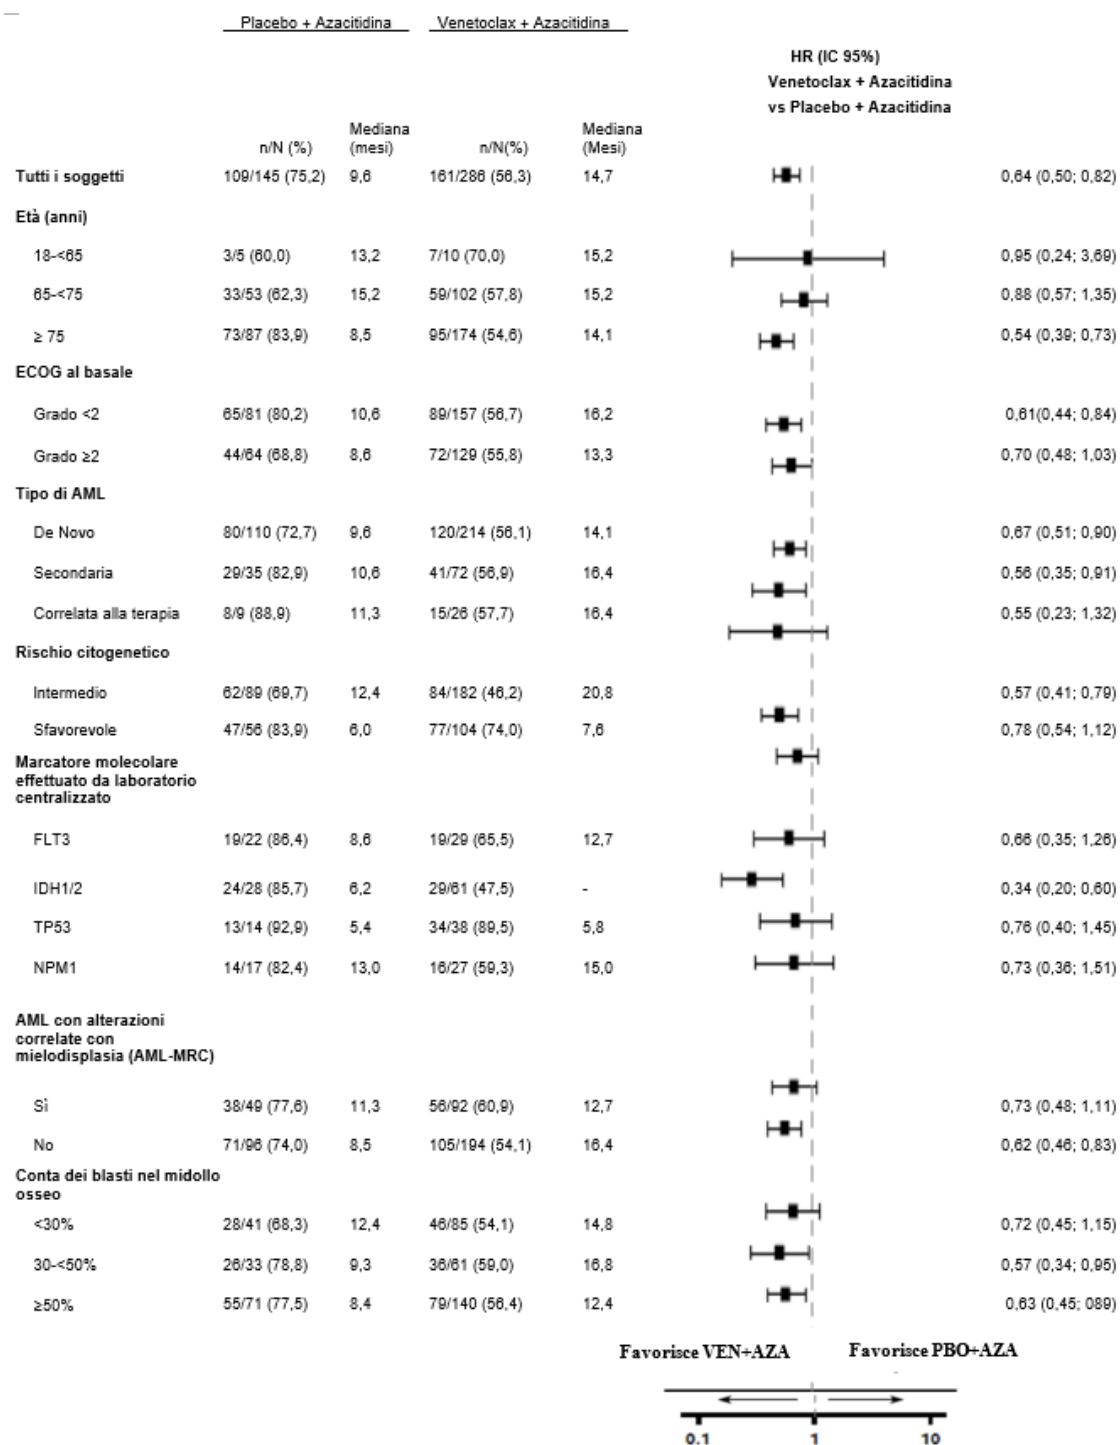 Placebo + Azacitidina Venetoclax + Azacitidina
HR (IC 95%)
Venetoclax + Azacitidina
vs Placebo + Azacitidina
n/N (%) Mediana (mesi) n/N(%) Mediana (Mesi)
Tutti i soggetti 109/145 (75,2) 9,6 161/286 (56,3) 14,7 0,64 (0,50; 0,82)
Età (anni)
18-<65 3/5 (60,0) 13,2 7/10 (70,0) 15,2 0,95 (0,24; 3,69)
65-<75 33/53 (62,3) 15,2 59/102 (57,8) 15,2 0,88 (0,57; 1,35)
≥ 75 73/87 (83,9) 8,5 95/174 (54,6) 14,1 0,54 (0,39; 0,73)
ECOG al basale
Grado <2 65/81 (80,2) 10,6 89/157 (56,7) 16,2 0,61(0,44; 0,84)
Grado ≥2 44/64 (68,8) 8,6 72/129 (55,8) 13,3 0,70 (0,48; 1,03)
Tipo di AML
De Novo 80/110 (72,7) 9,6 120/214 (56,1) 14,1 0,67 (0,51; 0,90)
Secondaria 29/35 (82,9) 10,6 41/72 (56,9) 16,4 0,56 (0,35; 0,91)
Correlata alla terapia 8/9 (88,9) 11,3 15/26 (57,7) 16,4 0,55 (0,23; 1,32)
Rischio citogenetico
Intermedio 62/89 (69,7) 12,4 84/182 (46,2) 20,8 0,57 (0,41; 0,79)
Sfavorevole 47/56 (83,9) 6,0 77/104 (74,0) 7,6 0,78 (0,54; 1,12)
Marcatore molecolare
effettuato da laboratorio
centralizzato
FLT3 19/22 (86,4) 8,6 19/29 (65,5) 12,7 0,66 (0,35; 1,26)
IDH1/2 24/28 (85,7) 6,2 29/61 (47,5) - 0,34 (0,20; 0,60)
TP53 13/14 (92,9) 5,4 34/38 (89,5) 5,8 0,76 (0,40; 1,45)
NPM1 14/17 (82,4) 13,0 16/27 (59,3) 15,0 0,73 (0,36; 1,51)
AML con alterazioni
correlate con
mielodisplasia (AML-MRC)
Sì 38/49 (77,6) 11,3 56/92 (60,9) 12,7 0,73 (0,48; 1,11)
No 71/96 (74,0) 8,5 105/194 (54,1) 16,4 0,62 (0,46; 0,83)
Conta dei blasti nel midollo
osseo
<30% 28/41 (68,3) 12,4 46/85 (54,1) 14,8 0,72 (0,45; 1,15)
30-<50% 26/33 (78,8) 9,3 36/61 (59,0) 16,8 0,57 (0,34; 0,95)
≥50% 55/71 (77,5) 8,4 79/140 (56,4) 12,4 0,63 (0,45; 089)
Favorisce VEN+AZA Favorisce PBO+AZA
0.1 1 10